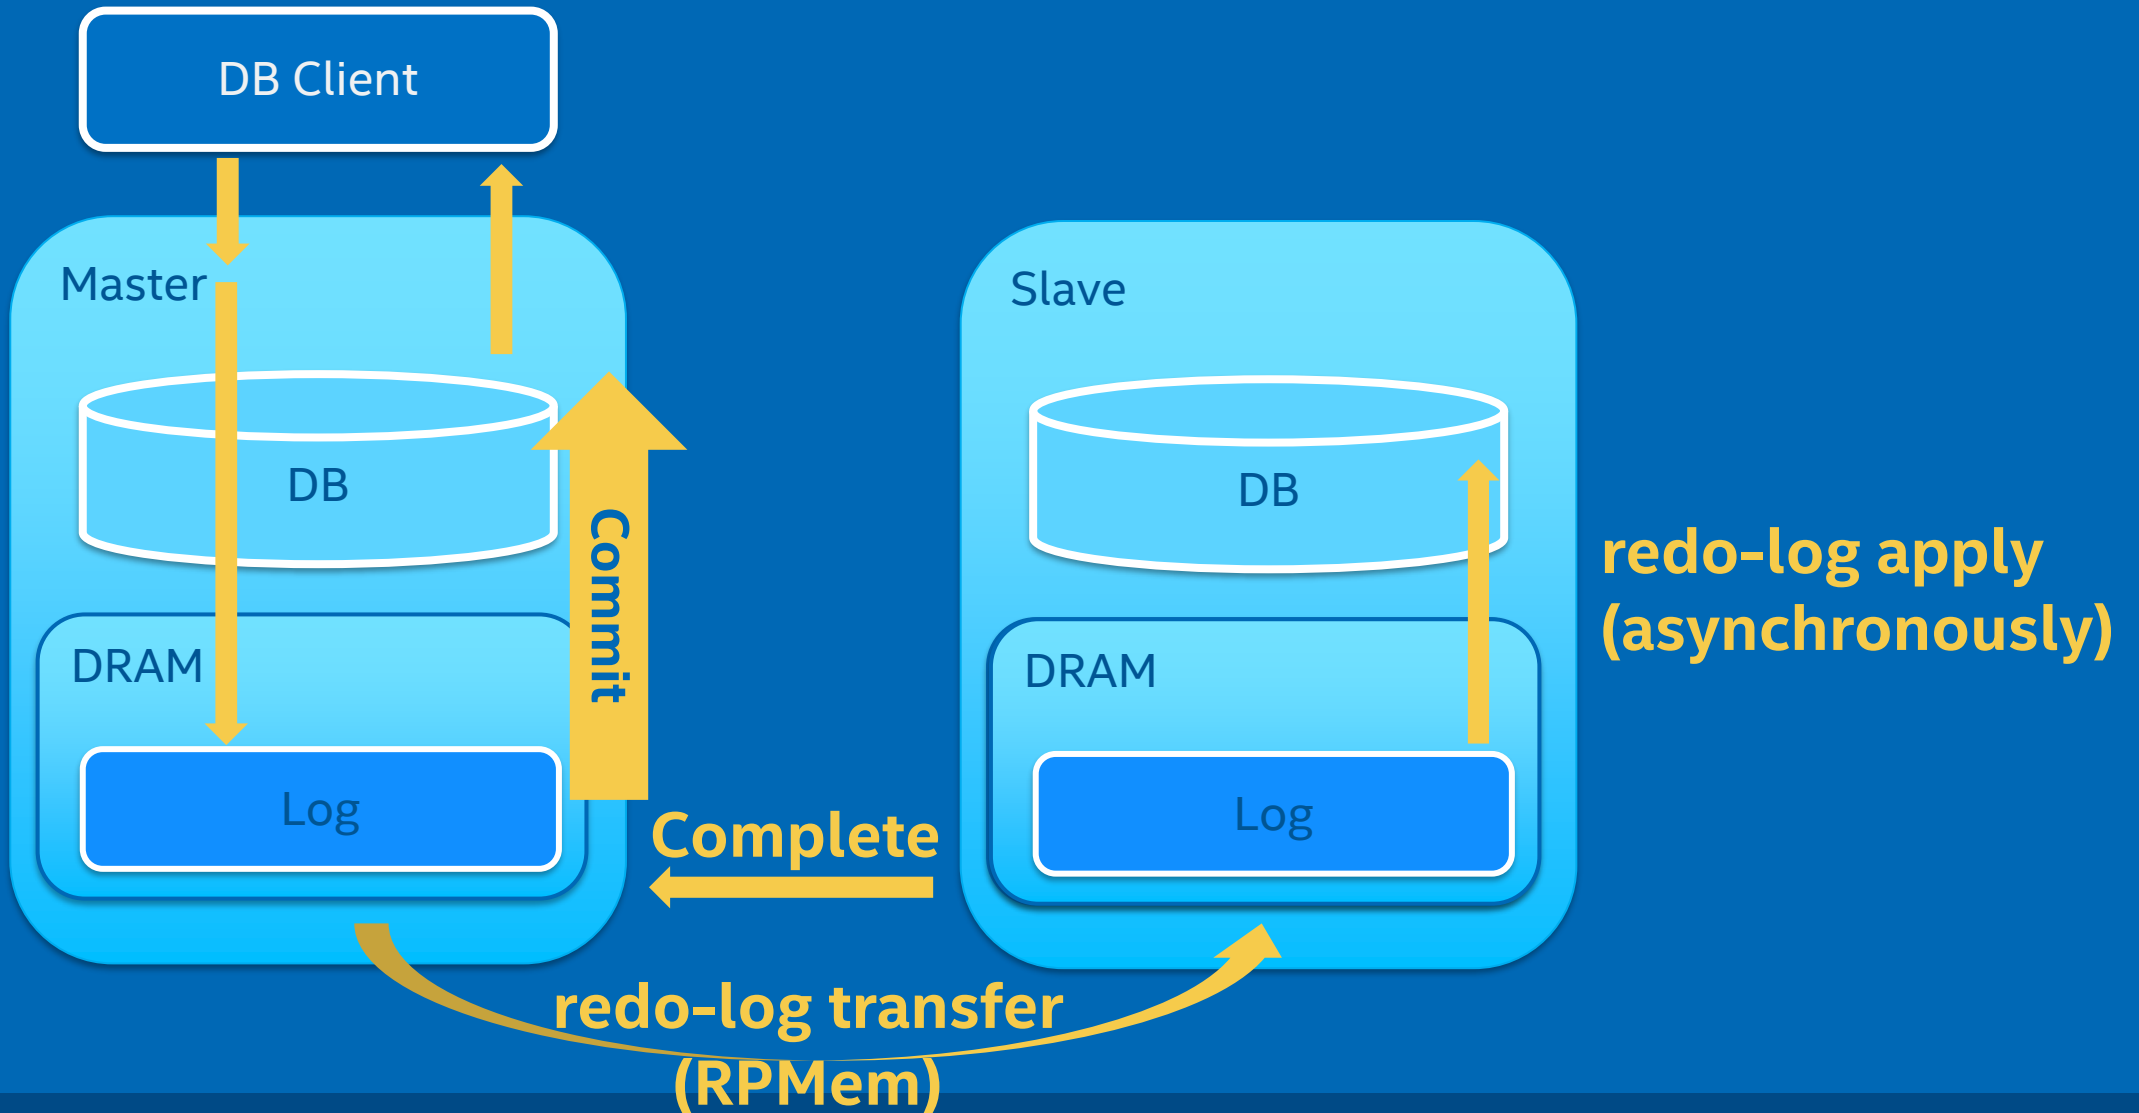 DB Client
Master
DB
Commit
DRAM
Log
Complete
redo-log transfer
(RPMem)
Slave
DB
DRAM
Log
redo-log apply
(asynchronously)